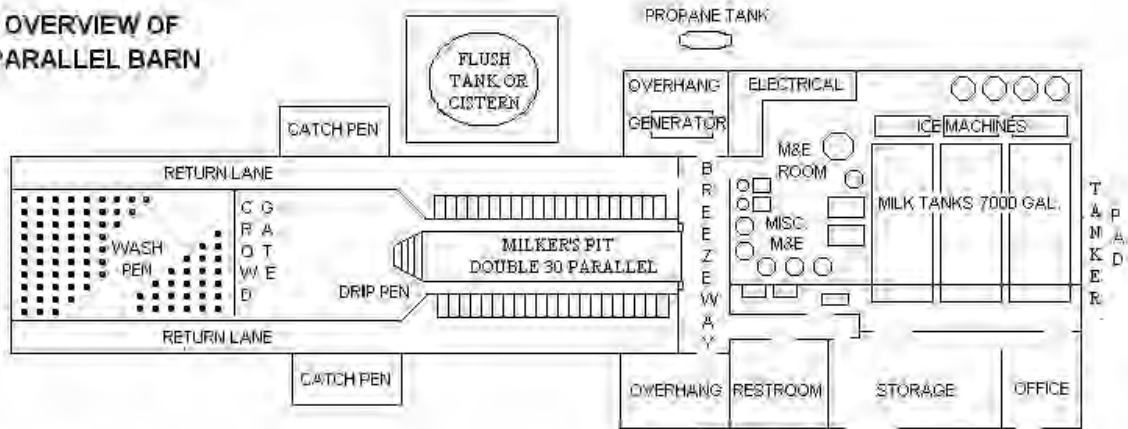 OVERVIEW OF
PARALLEL BARN
PROPANE TANK
FLUSH
TANK OR
CISTERN
OVERHANG
ELECTRICAL
GENERATOR
CATCH PEN
ICE MACHINES
M&E
ROOM
RETURN LANE
BREEZEWAY
MILK TANKS 7000 GAL.
TANKER
PAD
CROWD
GATE
WASH
PEN
MISC.
M&E
MILKER'S PIT
DOUBLE 30 PARALLEL
DRIP PEN
RETURN LANE
CATCH PEN
OVERHANG
RESTROOM
STORAGE
OFFICE